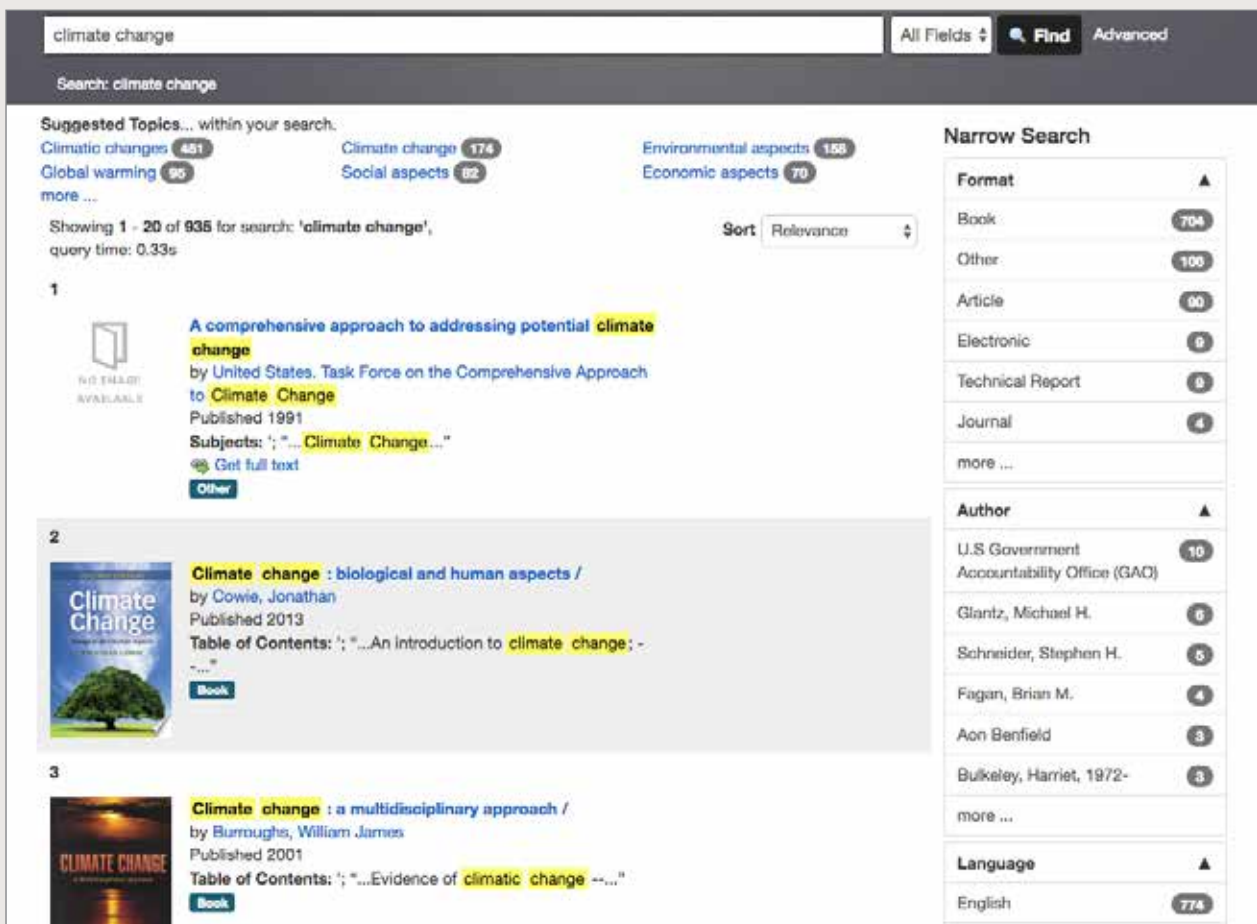 climate change
All Fields
Find
Advanced
Search: climate change
Suggested Topics... within your search.
Climatic changes 451
Climate change 174
Environmental aspects 158
Global warming 95
Social aspects 82
Economic aspects 70
more ...
Showing 1 - 20 of 935 for search: 'climate change',
query time: 0.33s
Sort Relevance
1
NO IMAGE
AVAILABLE
A comprehensive approach to addressing potential climate
change
by United States. Task Force on the Comprehensive Approach
to Climate Change
Published 1991
Subjects: '; "...Climate Change..."
Get full text
Other
2
Climate
Change
Climate change : biological and human aspects /
by Cowie, Jonathan
Published 2013
Table of Contents: '; "...An introduction to climate change; -
-..."
Book
3
CLIMATE CHANGE
Climate change : a multidisciplinary approach /
by Burroughs, William James
Published 2001
Table of Contents: '; "...Evidence of climatic change --..."
Book
Narrow Search
Format
Book 704
Other 106
Article 90
Electronic 9
Technical Report 9
Journal 4
more ...
Author
U.S Government
Accountability Office (GAO) 10
Glantz, Michael H. 6
Schneider, Stephen H. 5
Fagan, Brian M. 4
Aon Benfield 3
Bulkeley, Harriet, 1972- 3
more ...
Language
English 774